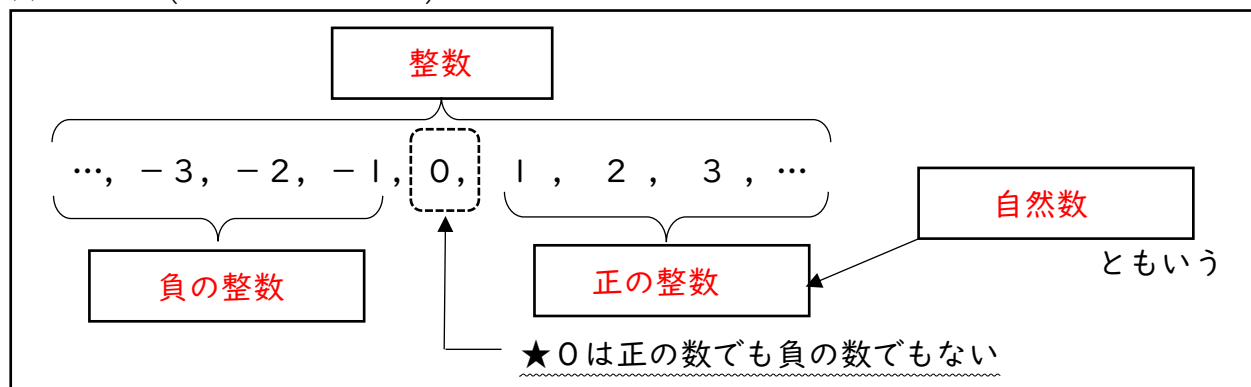 整数
…, －3, －2, －1, 0, 1, 2, 3, …
自然数
ともいう
負の整数
正の整数
★0は正の数でも負の数でもない